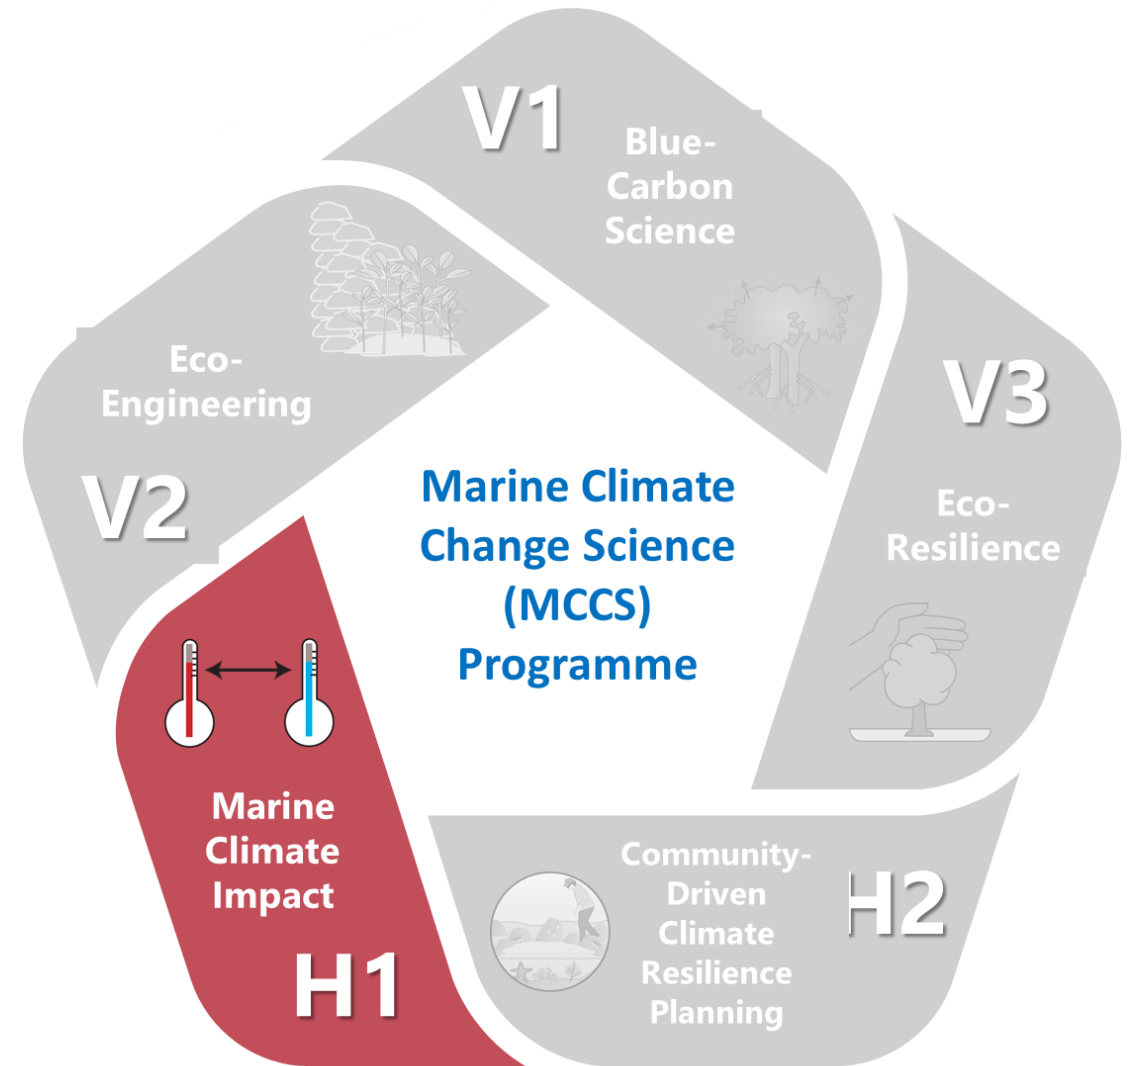 V1
Blue-
Carbon
Science
Eco-
Engineering
V2
V3
Eco-
Resilience
Marine Climate
Change Science
(MCCS)
Programme
Marine
Climate
Impact
H1
Community-
Driven
Climate
Resilience
Planning
H2